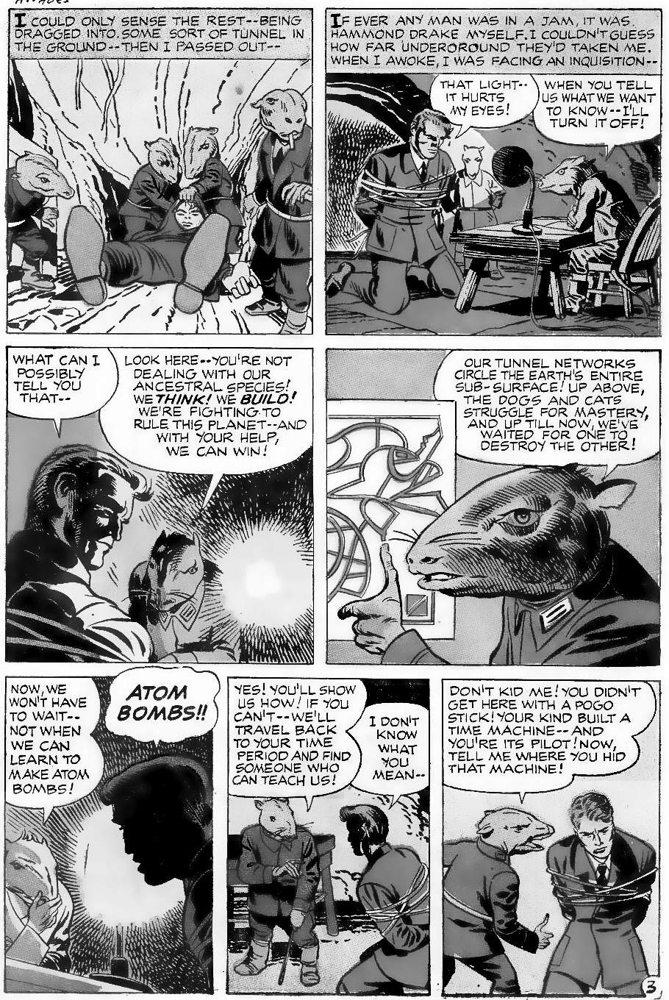 I COULD ONLY SENSE THE REST--BEING
DRAGGED INTO. SOME SORT OF TUNNEL IN
THE GROUND--THEN I PASSED OUT--
IF EVER ANY MAN WAS IN A JAM, IT WAS
HAMMOND DRAKE MYSELF. I COULDN'T GUESS
HOW FAR UNDEROROUND THEY'D TAKEN ME.
WHEN I AWOKE, I WAS FACING AN INQUISITION--
THAT LIGHT--
IT HURTS
MY EYES!
WHEN YOU TELL
US WHAT WE WANT
TO KNOW--I'LL
TURN IT OFF!
WHAT CAN I
POSSIBLY
TELL YOU
THAT--
LOOK HERE--YOU'RE NOT
DEALING WITH OUR
ANCESTRAL SPECIES!
WE THINK! WE BUILD!
WE'RE FIGHTING TO
RULE THIS PLANET--AND
WITH YOUR HELP,
WE CAN WIN!
OUR TUNNEL NETWORKS
CIRCLE THE EARTH'S ENTIRE
SUB-SURFACE! UP ABOVE,
THE DOGS AND CATS
STRUGGLE FOR MASTERY,
AND UP TILL NOW, WE'VE
WAITED FOR ONE TO
DESTROY THE OTHER!
NOW, WE
WON'T HAVE
TO WAIT--
NOT WHEN
WE CAN
LEARN TO
MAKE ATOM
BOMBS!
ATOM
BOMBS!!
YES! YOU'LL SHOW
US HOW! IF YOU
CAN'T--WE'LL
TRAVEL BACK
TO YOUR TIME
PERIOD AND FIND
SOMEONE WHO
CAN TEACH US!
I DON'T
KNOW
WHAT
YOU
MEAN--
DON'T KID ME! YOU DIDN'T
GET HERE WITH A POGO
STICK! YOUR KIND BUILT A
TIME MACHINE--AND
YOU'RE ITS PILOT! NOW,
TELL ME WHERE YOU HID
THAT MACHINE!
3